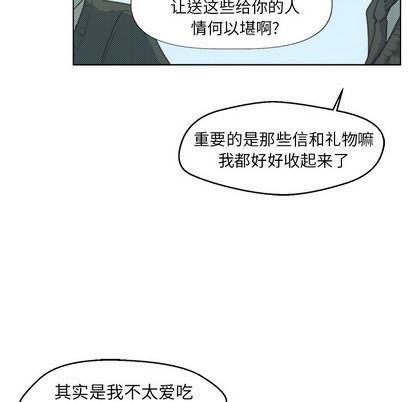 让送这些给你的人
情何以堪啊?
重要的是那些信和礼物嘛
我都好好收起来了
其实是我不太爱吃